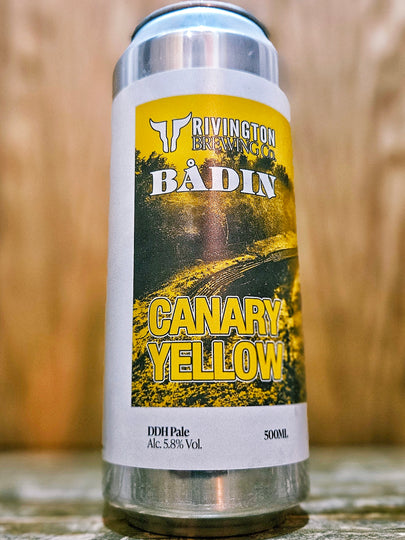 RIVINGTON
BREWING CO
BÅDIN
CANARY
YELLOW
DDH Pale
Alc. 5.8% Vol.
500ML